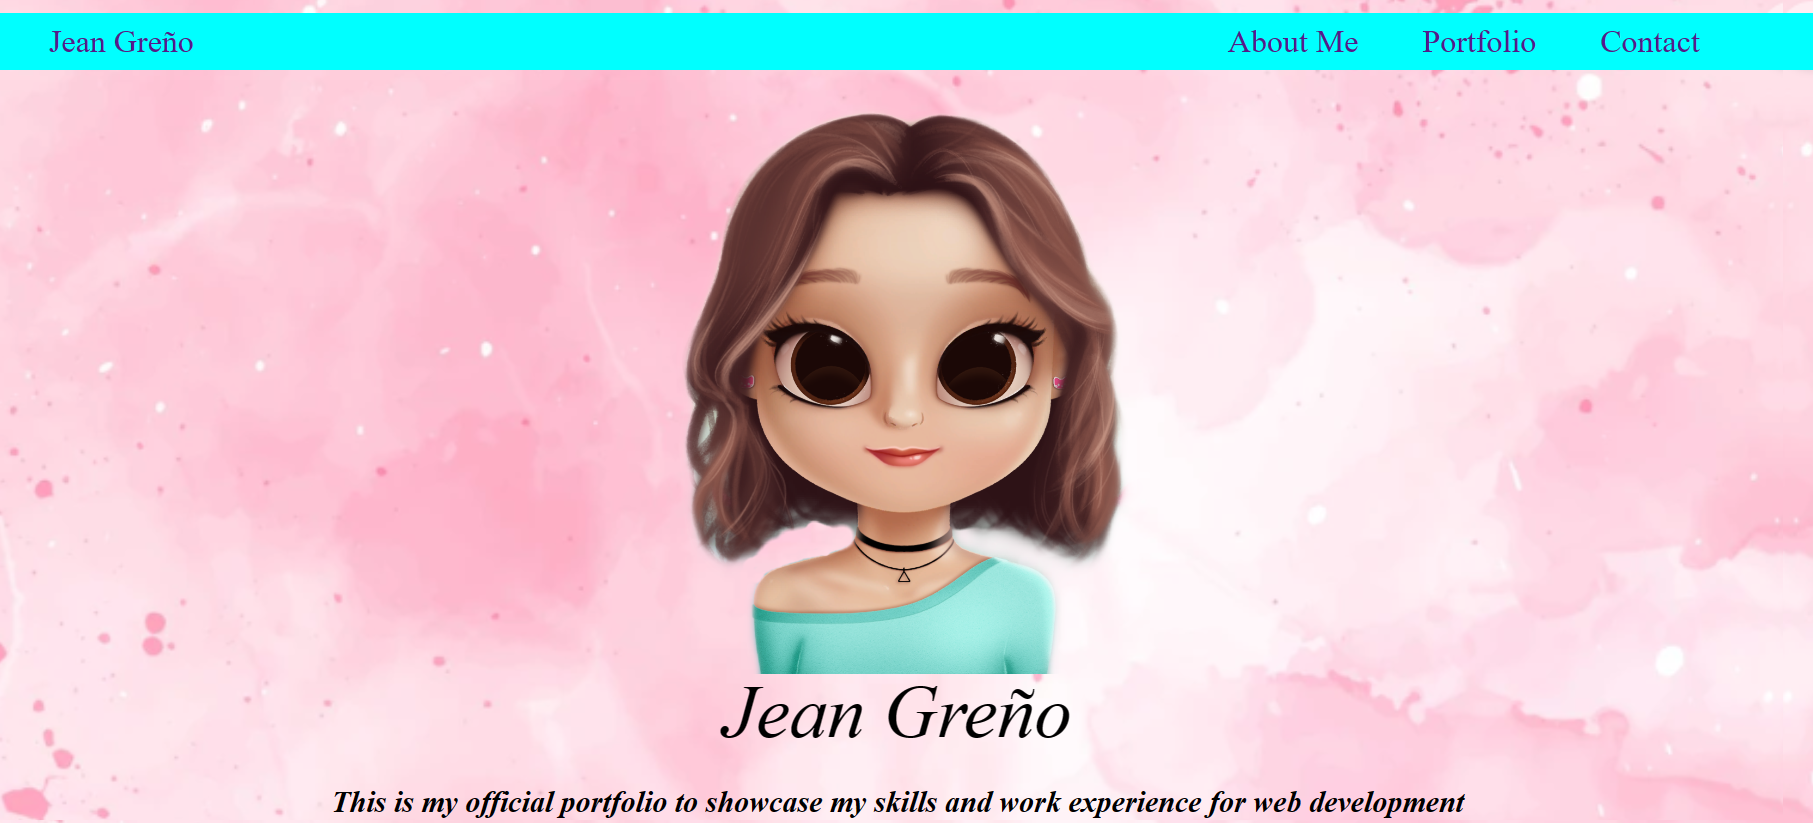 Jean Greño About Me Portfolio Contact
Jean Greño
This is my official portfolio to showcase my skills and work experience for web development